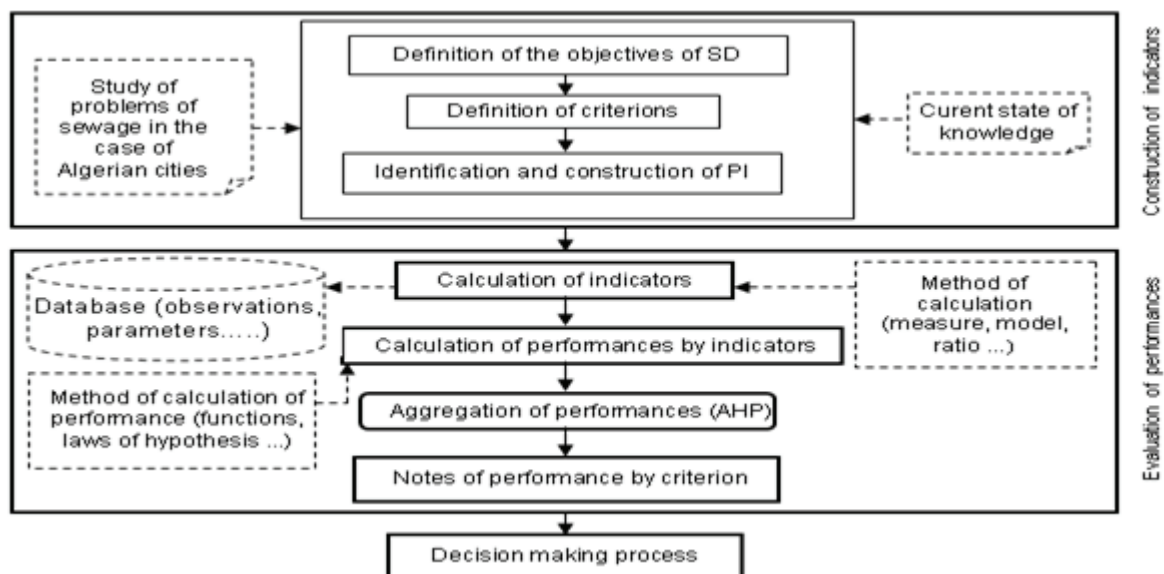 Definition of the objectives of SD
Study of
problems of
sewage in the
case of
Algerian cities
Definition of criterions
Curent state of
knowledge
Identification and construction of PI
Construction of indicators
Calculation of indicators
Database (observations,
parameters.....)
Method of
calculation
(measure, model,
ratio ...)
Calculation of performances by indicators
Method of calculation of
performance (functions,
laws of hypothesis ...)
Aggregation of performances (AHP)
Notes of performance by criterion
Evaluation of performances
Decision making process